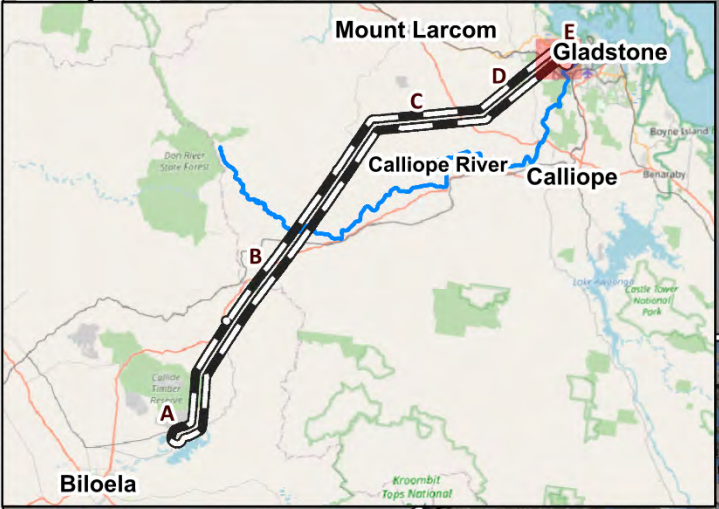 Mount Larcom
E
Gladstone
D
C
Boyne Island
Don River
State Forest
Calliope River
Calliope
Benaraby
B
Lake Awoonga
Castle Tower
National
Park
Callide
Timber
Reserve
A
Biloela
Kroombit
Tops National